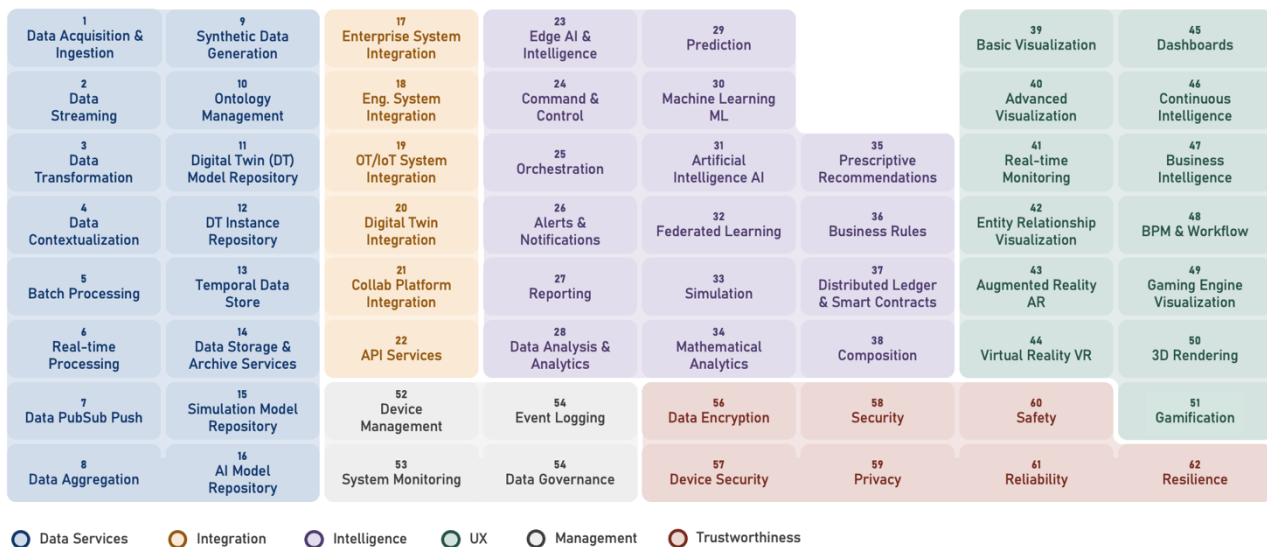 1
Data Acquisition &
Ingestion
2
Data
Streaming
3
Data
Transformation
4
Data
Contextualization
5
Batch Processing
6
Real-time
Processing
7
Data PubSub Push
8
Data Aggregation
9
Synthetic Data
Generation
10
Ontology
Management
11
Digital Twin (DT)
Model Repository
12
DT Instance
Repository
13
Temporal Data
Store
14
Data Storage &
Archive Services
15
Simulation Model
Repository
16
AI Model
Repository
17
Enterprise System
Integration
18
Eng. System
Integration
19
OT/IoT System
Integration
20
Digital Twin
Integration
21
Collab Platform
Integration
22
API Services
23
Edge AI &
Intelligence
24
Command &
Control
25
Orchestration
26
Alerts &
Notifications
27
Reporting
28
Data Analysis &
Analytics
29
Prediction
30
Machine Learning
ML
31
Artificial
Intelligence AI
32
Federated Learning
33
Simulation
34
Mathematical
Analytics
35
Prescriptive
Recommendations
36
Business Rules
37
Distributed Ledger
& Smart Contracts
38
Composition
39
Basic Visualization
40
Advanced
Visualization
41
Real-time
Monitoring
42
Entity Relationship
Visualization
43
Augmented Reality
AR
44
Virtual Reality VR
45
Dashboards
46
Continuous
Intelligence
47
Business
Intelligence
48
BPM & Workflow
49
Gaming Engine
Visualization
50
3D Rendering
51
Gamification
52
Device
Management
53
System Monitoring
54
Event Logging
54
Data Governance
56
Data Encryption
57
Device Security
58
Security
59
Privacy
60
Safety
61
Reliability
62
Resilience
Data Services
Integration
Intelligence
UX
Management
Trustworthiness